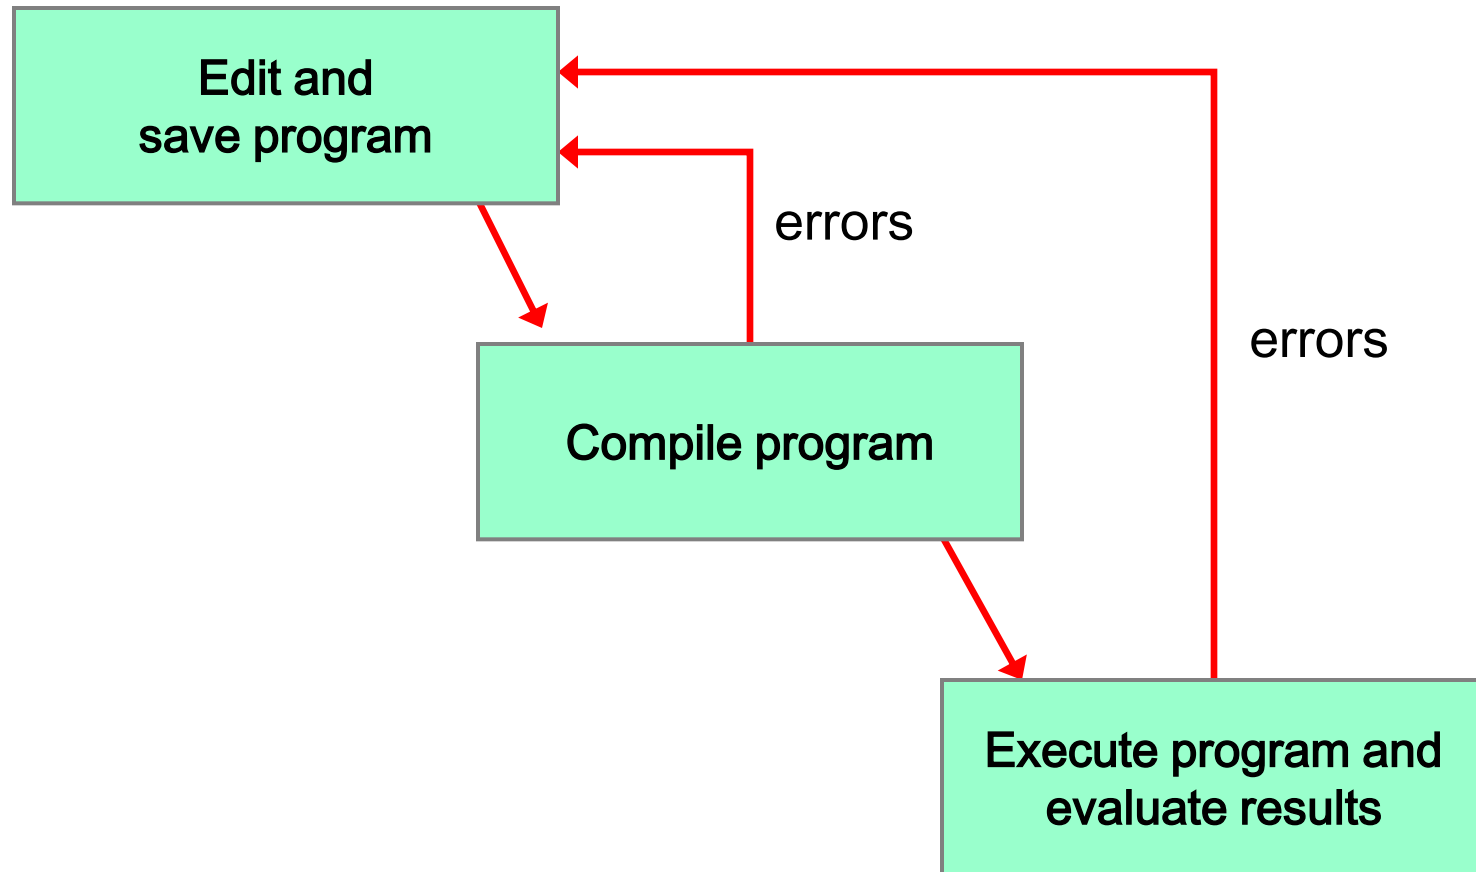 Edit and
save program
errors
errors
Compile program
Execute program and
evaluate results